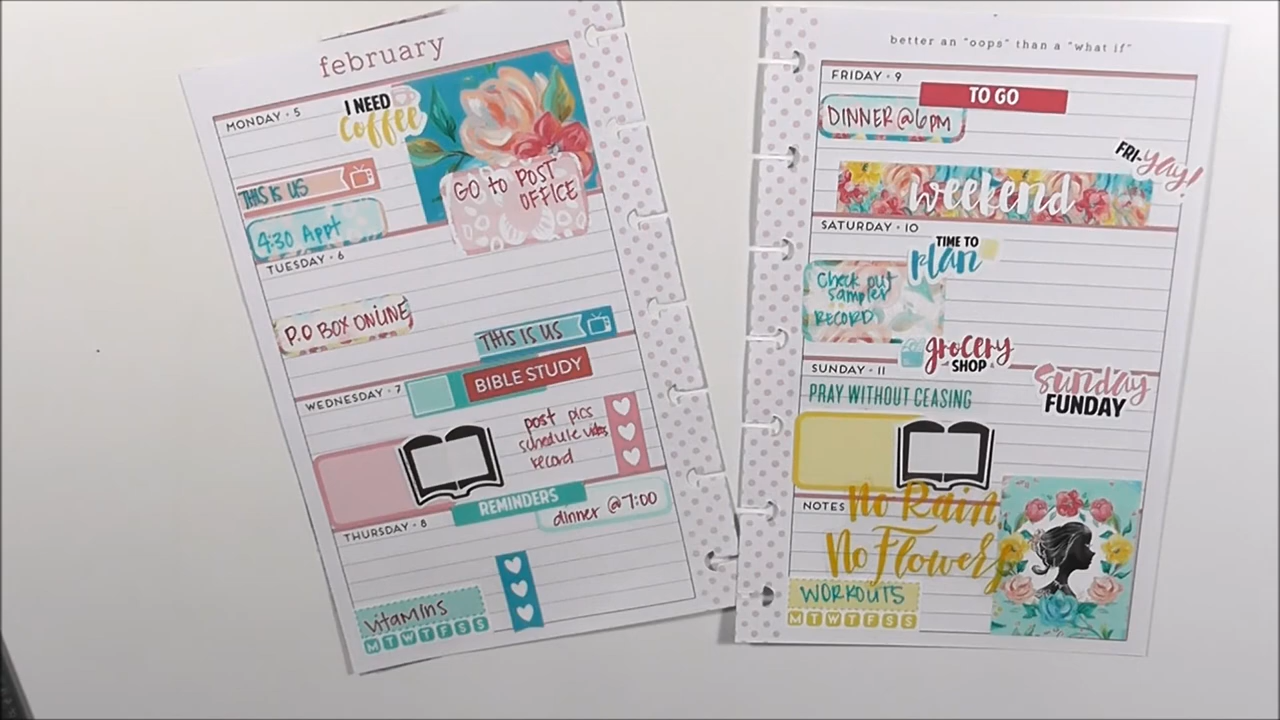 february
MONDAY • 5
I NEED
coffee
THIS IS US
GO to POST
OFFICE
4:30 Appt
TUESDAY • 6
P.O BOX ONLINE
THIS IS US
BIBLE STUDY
WEDNESDAY • 7
post pics
schedule video
record
REMINDERS
dinner @7:00
THURSDAY • 8
vitamins
M T W T F S S
better an "oops" than a "what if"
FRIDAY • 9
TO GO
DINNER @6pm
FRI-yay!
weekend
SATURDAY • 10
TIME TO
plan
Check out
sampler
RECORD
grocery
SHOP
SUNDAY • 11
PRAY WITHOUT CEASING
Sunday
FUNDAY
NOTES
No Rain
No Flowers
WORKOUTS
M T W T F S S